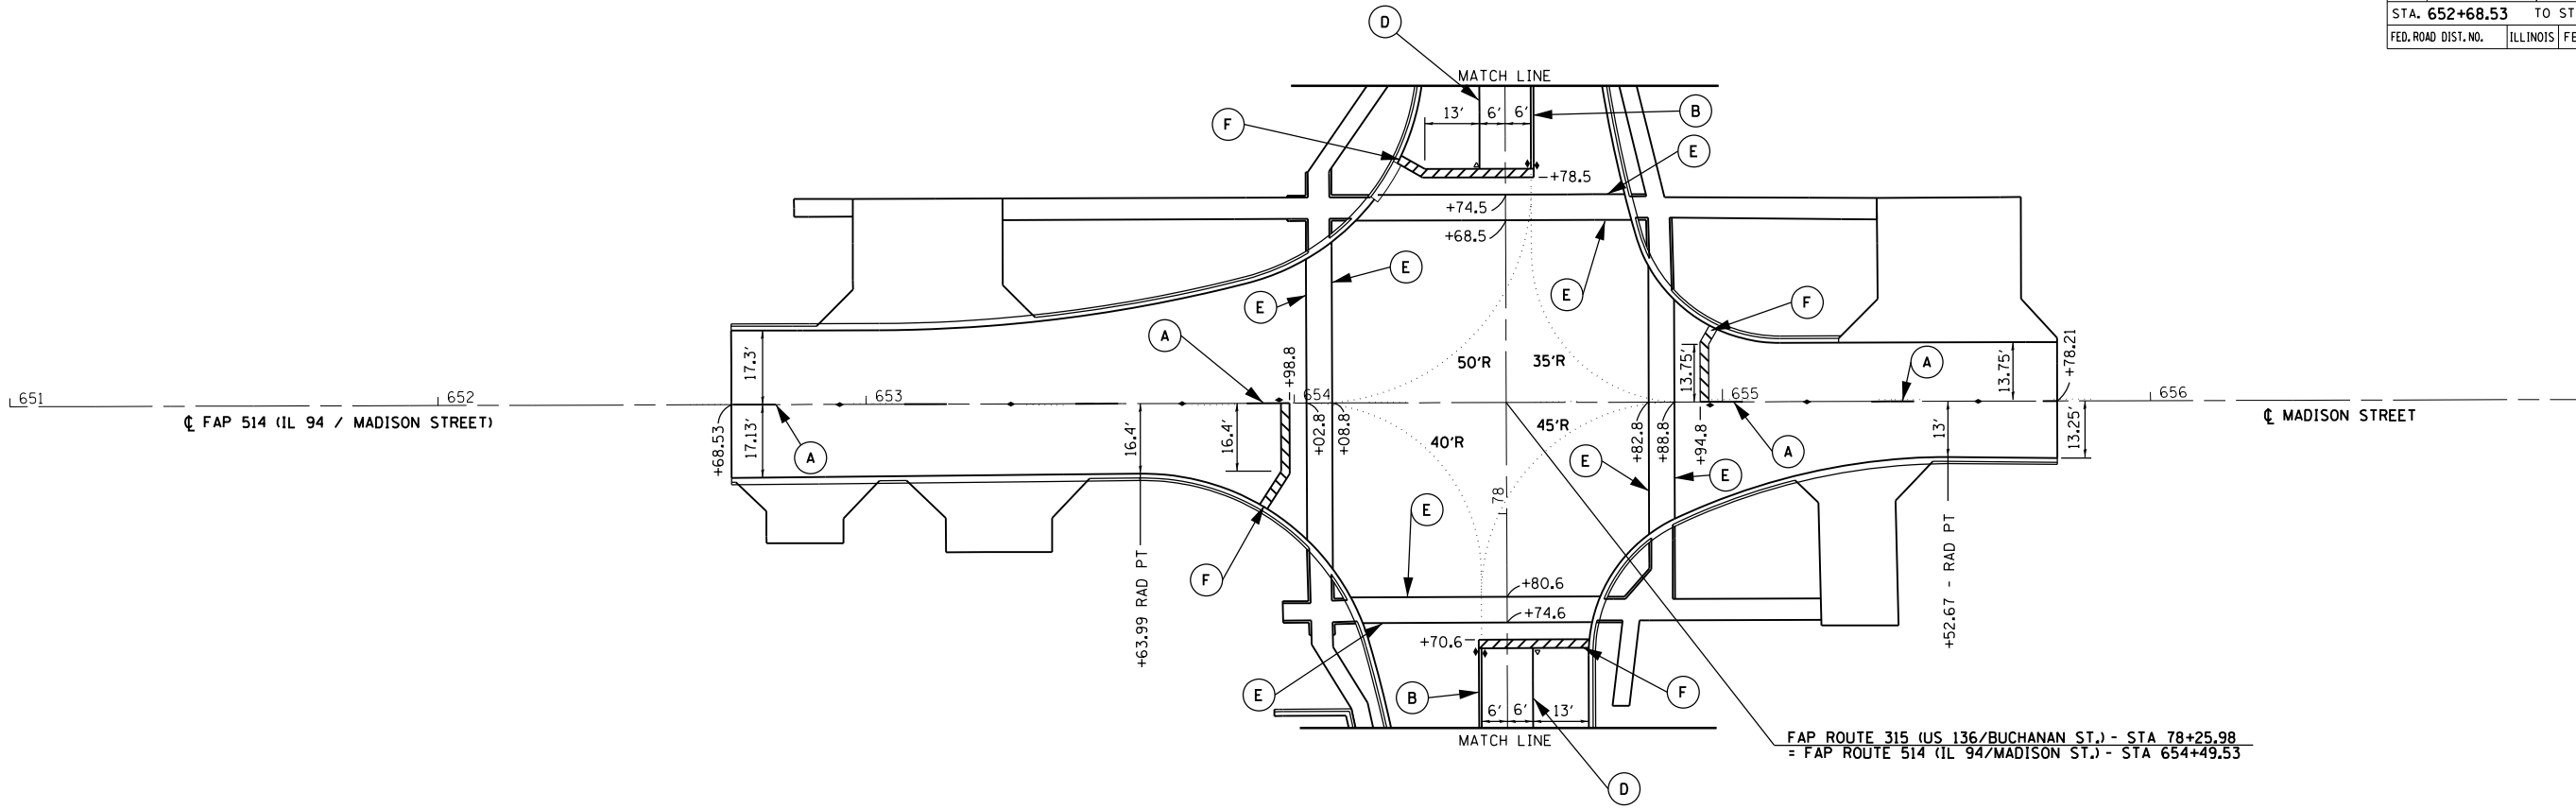 STA. 652+68.53 TO ST
FED. ROAD DIST. NO. ILLINOIS FE
D
MATCH LINE
F
13' 6' 6'
B
E
+78.5
+74.5
+68.5
E
E
E
F
A
50'R 35'R
+98.8
17.3'
13.75'
A
13.75'
+78.21
651
652
653
654
655
656
℄ FAP 514 (IL 94 / MADISON STREET)
℄ MADISON STREET
+68.53
17.13'
A
16.4'
16.4'
+02.8
+08.8
40'R
45'R
+82.8
+88.8
+94.8
A
13'
13.25'
E
E
78
E
F
+63.99 RAD PT
+52.67 - RAD PT
+80.6
+74.6
+70.6
E
B
F
6' 6' 13'
MATCH LINE
D
FAP ROUTE 315 (US 136/BUCHANAN ST.) - STA 78+25.98
= FAP ROUTE 514 (IL 94/MADISON ST.) - STA 654+49.53